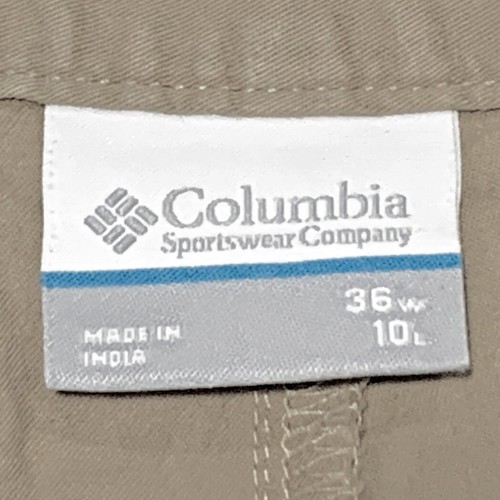 Columbia
Sportswear Company
36 W
MADE IN
10 L
INDIA